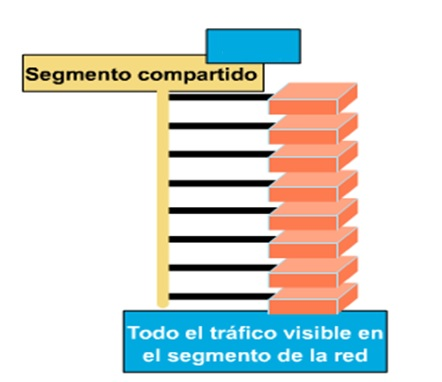 Segmento compartido
Todo el tráfico visible en
el segmento de la red